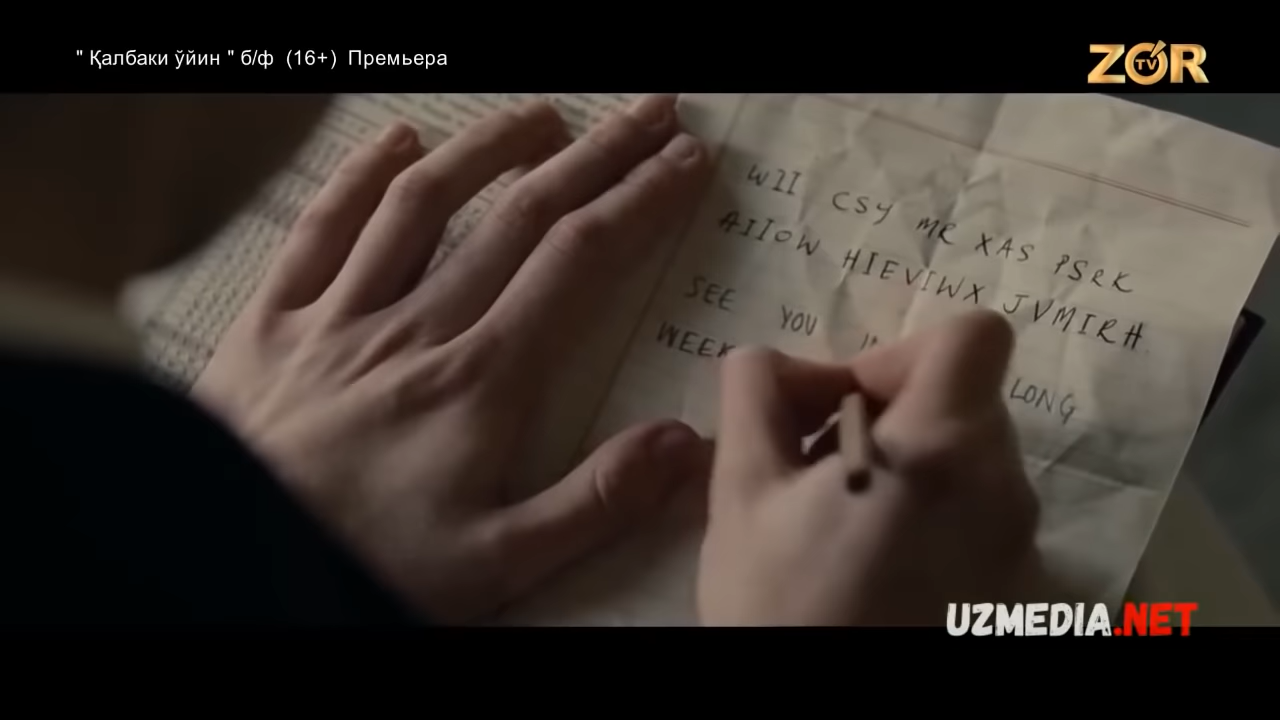 " Қалбаки ўйин " б/ф (16+) Премьера
ZOR TV
WII CSY MR XAS PSRK
AIIOW HIEVIWX JVMIRH.
SEE YOU
WEEK LONG
UZMEDIA.NET